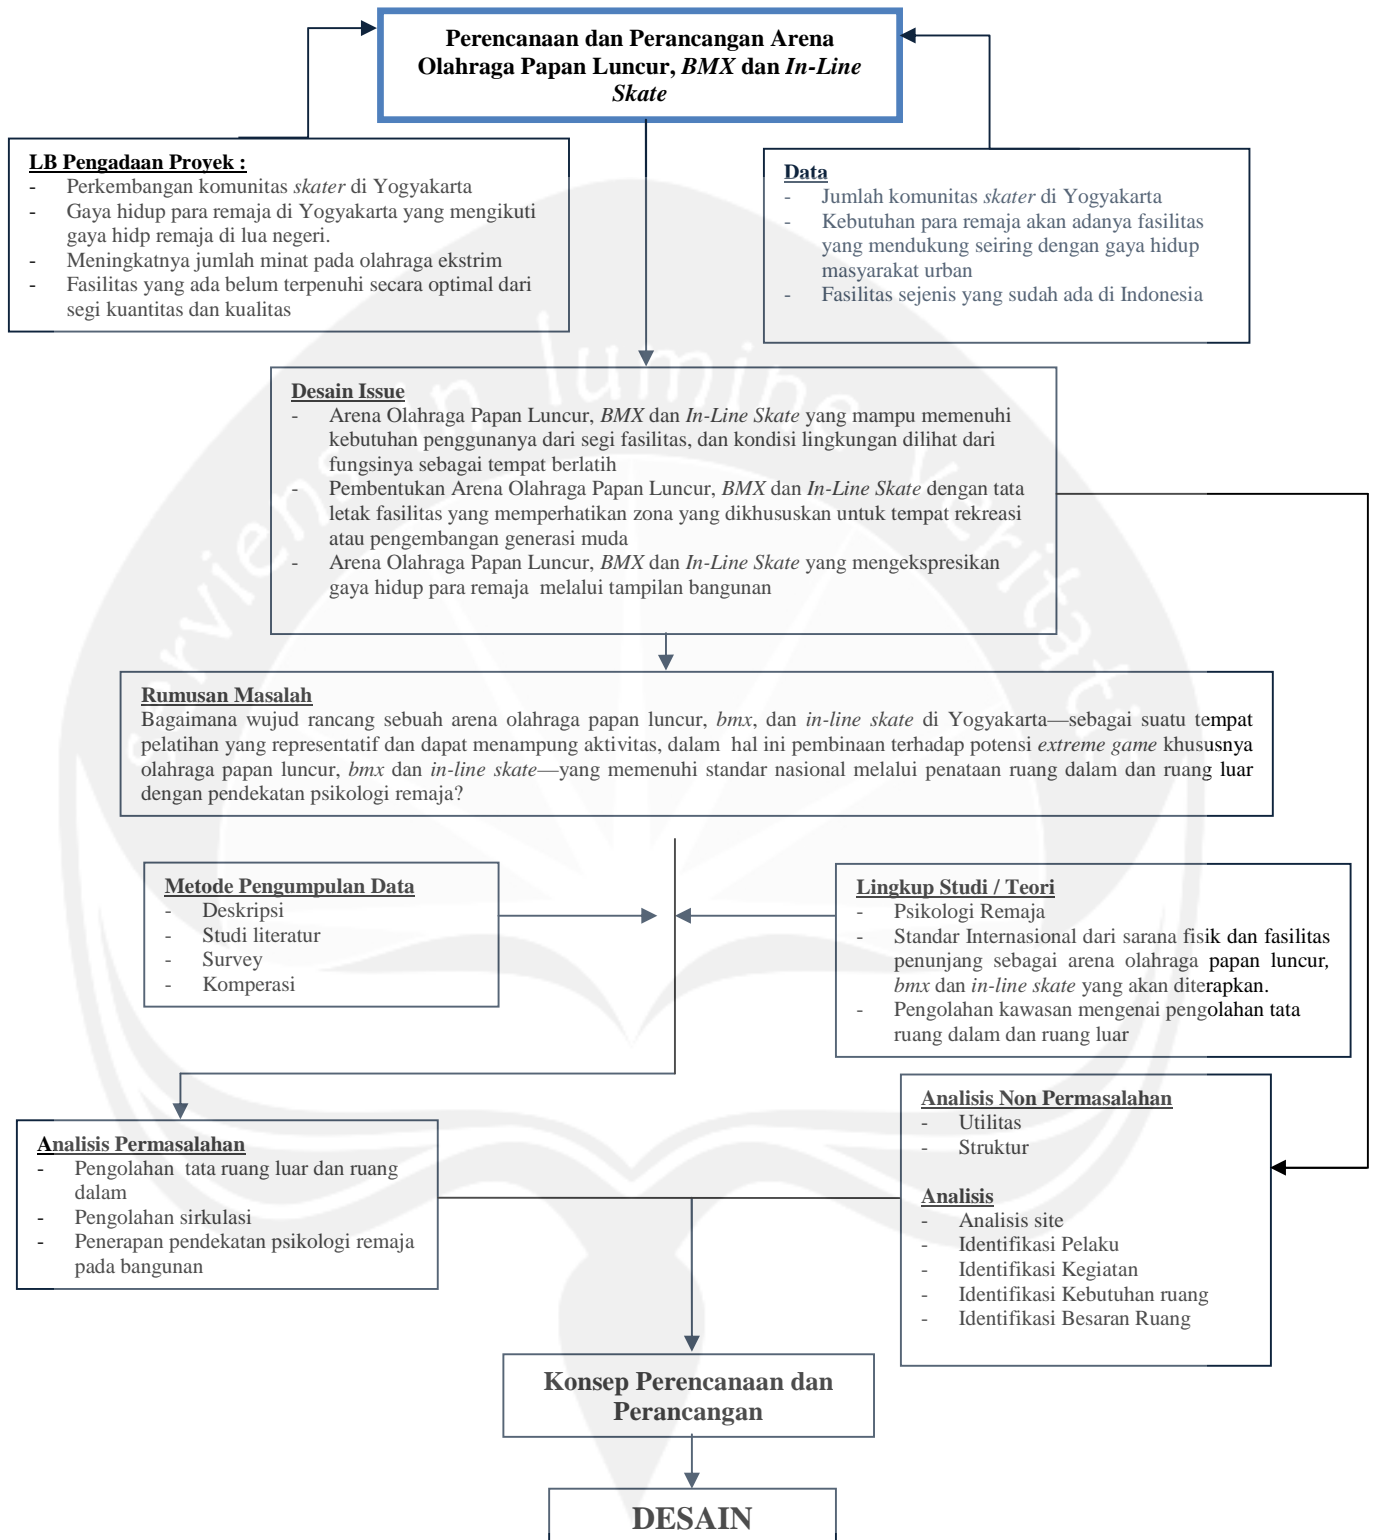 Perencanaan dan Perancangan Arena
Olahraga Papan Luncur, BMX dan In-Line
Skate
LB Pengadaan Proyek :
- Perkembangan komunitas skater di Yogyakarta
- Gaya hidup para remaja di Yogyakarta yang mengikuti
gaya hidp remaja di lua negeri.
- Meningkatnya jumlah minat pada olahraga ekstrim
- Fasilitas yang ada belum terpenuhi secara optimal dari
segi kuantitas dan kualitas
Data
- Jumlah komunitas skater di Yogyakarta
- Kebutuhan para remaja akan adanya fasilitas
yang mendukung seiring dengan gaya hidup
masyarakat urban
- Fasilitas sejenis yang sudah ada di Indonesia
Desain Issue
- Arena Olahraga Papan Luncur, BMX dan In-Line Skate yang mampu memenuhi
kebutuhan penggunanya dari segi fasilitas, dan kondisi lingkungan dilihat dari
fungsinya sebagai tempat berlatih
- Pembentukan Arena Olahraga Papan Luncur, BMX dan In-Line Skate dengan tata
letak fasilitas yang memperhatikan zona yang dikhususkan untuk tempat rekreasi
atau pengembangan generasi muda
- Arena Olahraga Papan Luncur, BMX dan In-Line Skate yang mengekspresikan
gaya hidup para remaja melalui tampilan bangunan
Rumusan Masalah
Bagaimana wujud rancang sebuah arena olahraga papan luncur, bmx, dan in-line skate di Yogyakarta—sebagai suatu tempat
pelatihan yang representatif dan dapat menampung aktivitas, dalam hal ini pembinaan terhadap potensi extreme game khususnya
olahraga papan luncur, bmx dan in-line skate—yang memenuhi standar nasional melalui penataan ruang dalam dan ruang luar
dengan pendekatan psikologi remaja?
Metode Pengumpulan Data
- Deskripsi
- Studi literatur
- Survey
- Komperasi
Lingkup Studi / Teori
- Psikologi Remaja
- Standar Internasional dari sarana fisik dan fasilitas
penunjang sebagai arena olahraga papan luncur,
bmx dan in-line skate yang akan diterapkan.
- Pengolahan kawasan mengenai pengolahan tata
ruang dalam dan ruang luar
Analisis Permasalahan
- Pengolahan tata ruang luar dan ruang
dalam
- Pengolahan sirkulasi
- Penerapan pendekatan psikologi remaja
pada bangunan
Analisis Non Permasalahan
- Utilitas
- Struktur
Analisis
- Analisis site
- Identifikasi Pelaku
- Identifikasi Kegiatan
- Identifikasi Kebutuhan ruang
- Identifikasi Besaran Ruang
Konsep Perencanaan dan
Perancangan
DESAIN
serviens in lumine veritatis